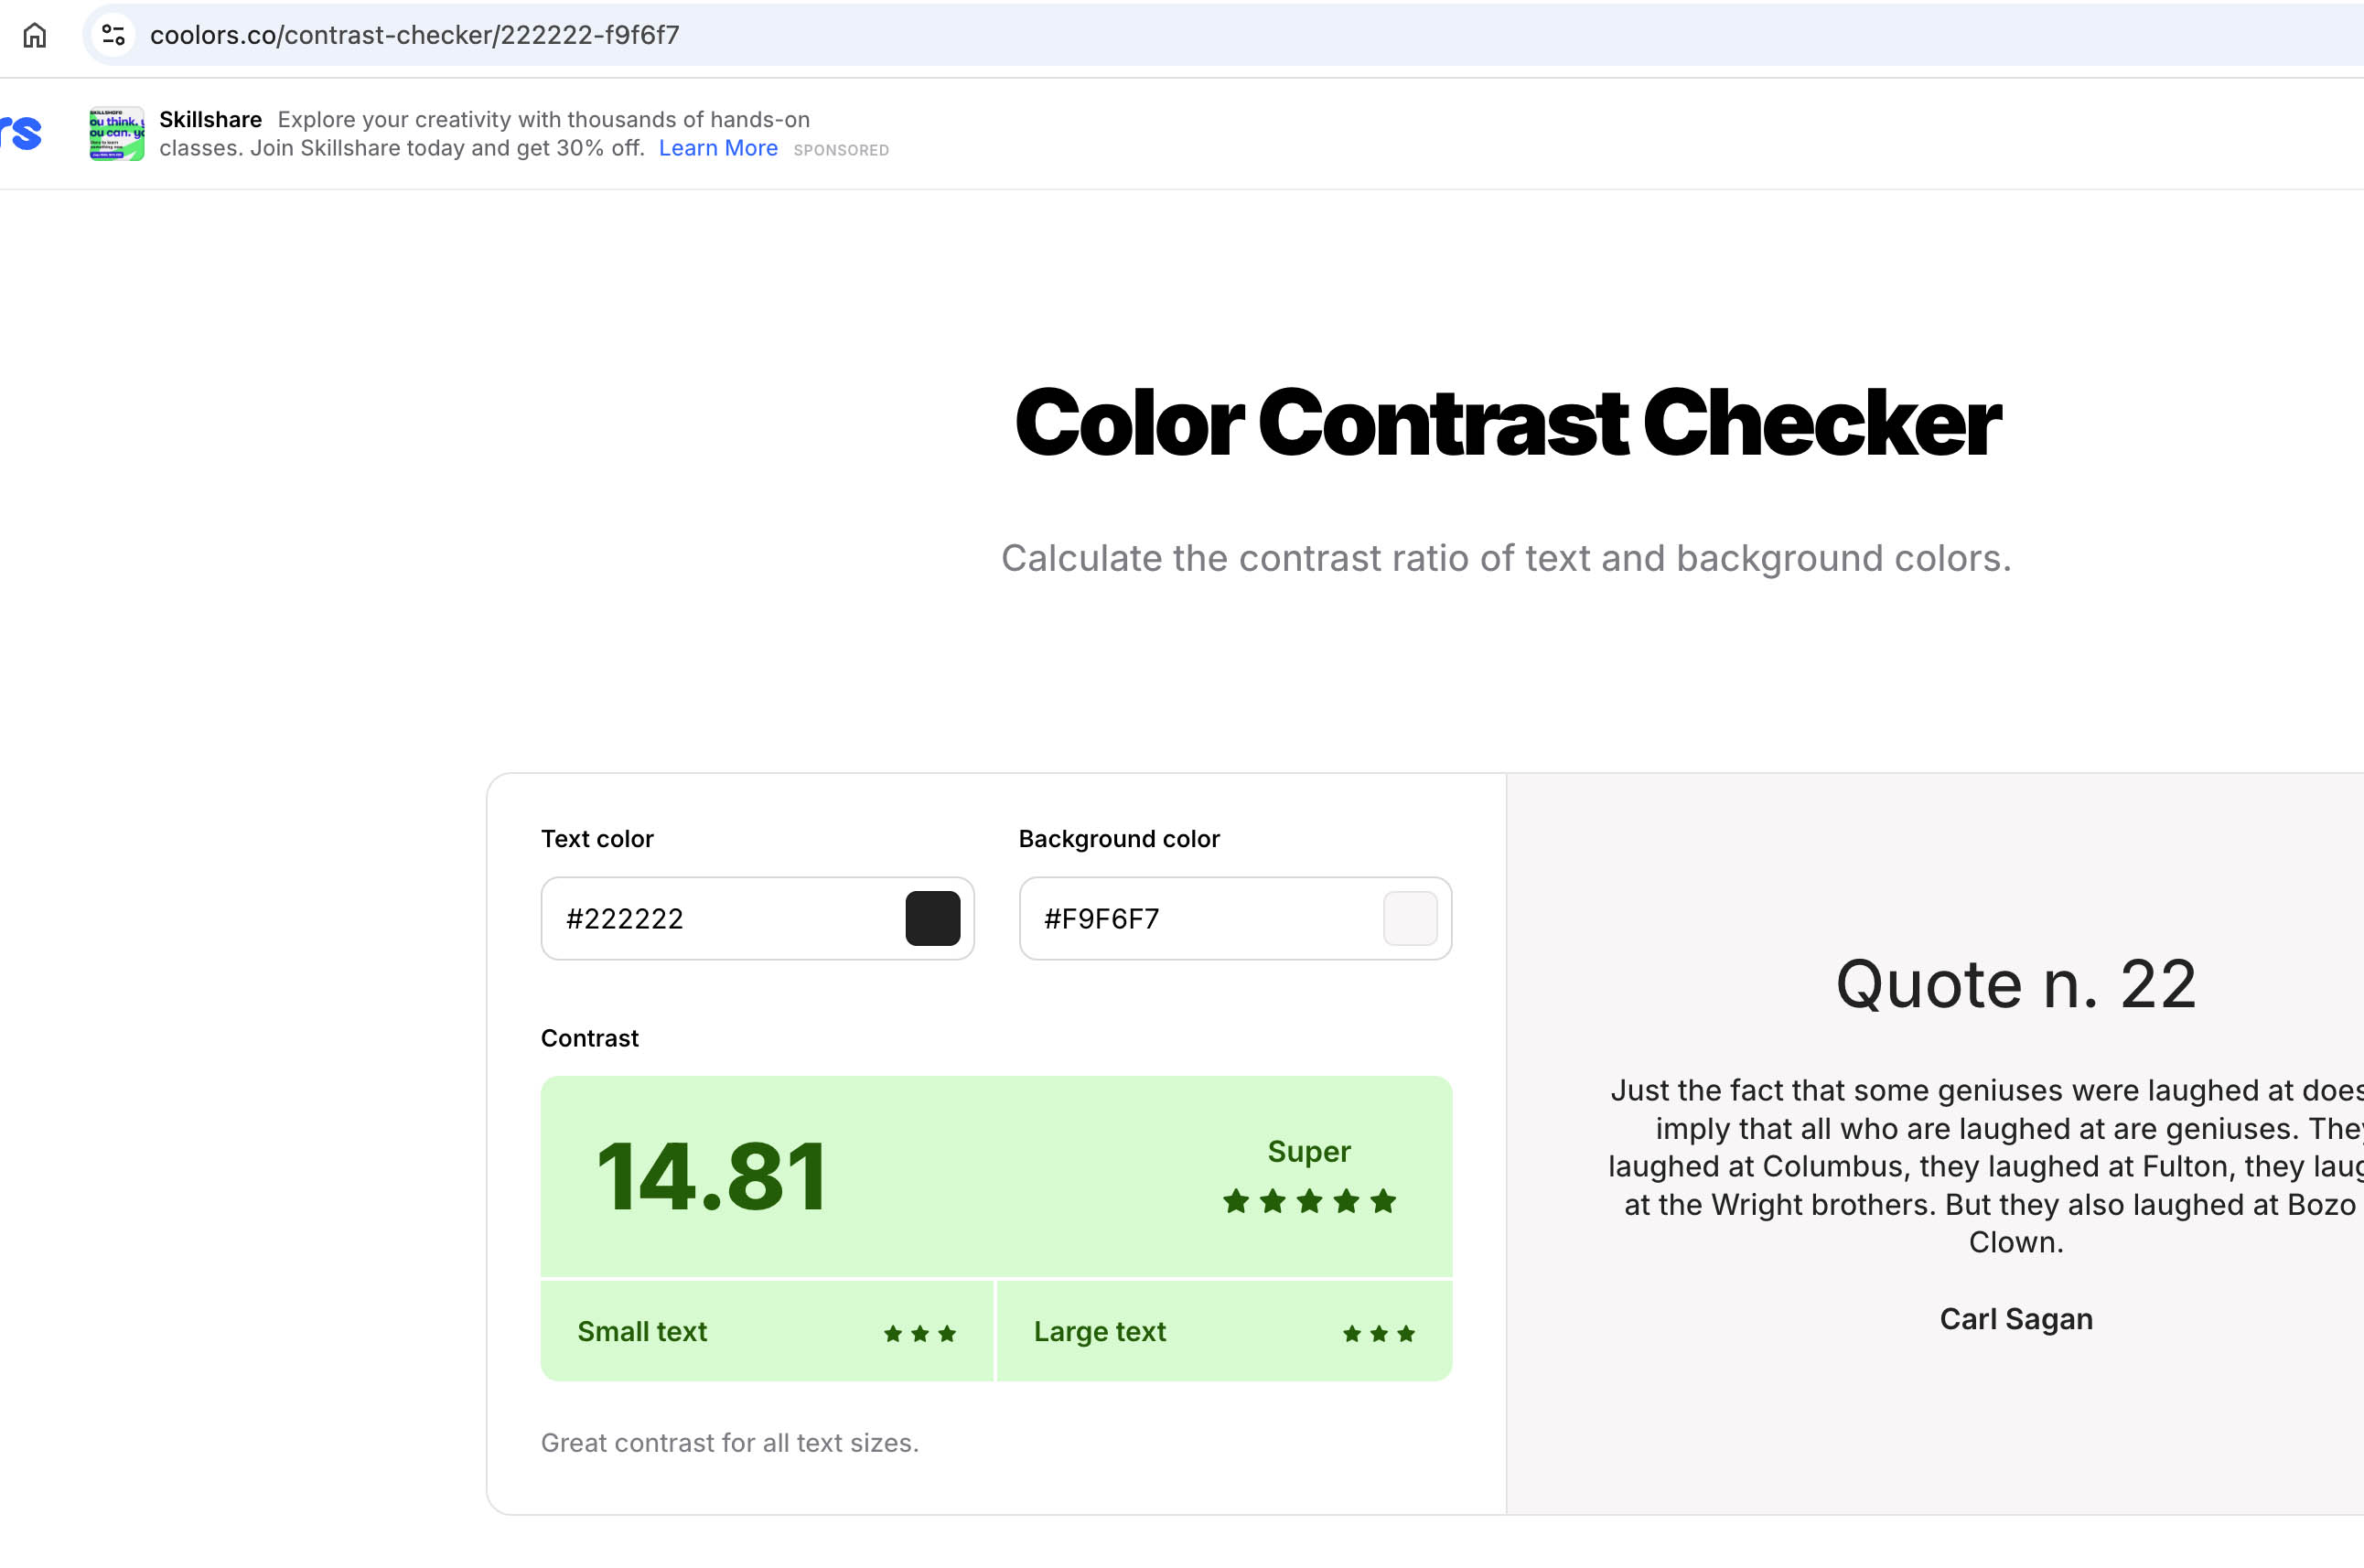 coolors.co/contrast-checker/222222-f9f6f7
rs
Skillshare Explore your creativity with thousands of hands-on
classes. Join Skillshare today and get 30% off. Learn More SPONSORED
Color Contrast Checker
Calculate the contrast ratio of text and background colors.
Text color
#222222
Background color
#F9F6F7
Contrast
14.81
Super
Small text
Large text
Great contrast for all text sizes.
Quote n. 22
Just the fact that some geniuses were laughed at does
imply that all who are laughed at are geniuses. They
laughed at Columbus, they laughed at Fulton, they laug
at the Wright brothers. But they also laughed at Bozo
Clown.
Carl Sagan